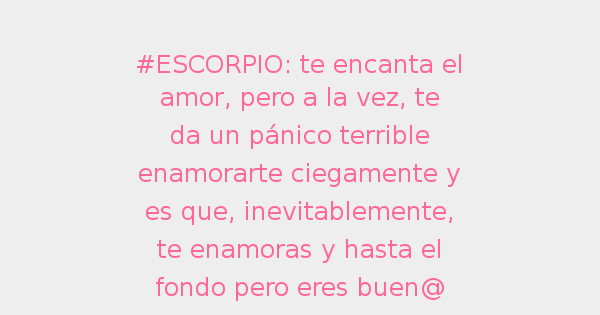 #ESCORPIO: te encanta el
amor, pero a la vez, te
da un pánico terrible
enamorarte ciegamente y
es que, inevitablemente,
te enamoras y hasta el
fondo pero eres buen@